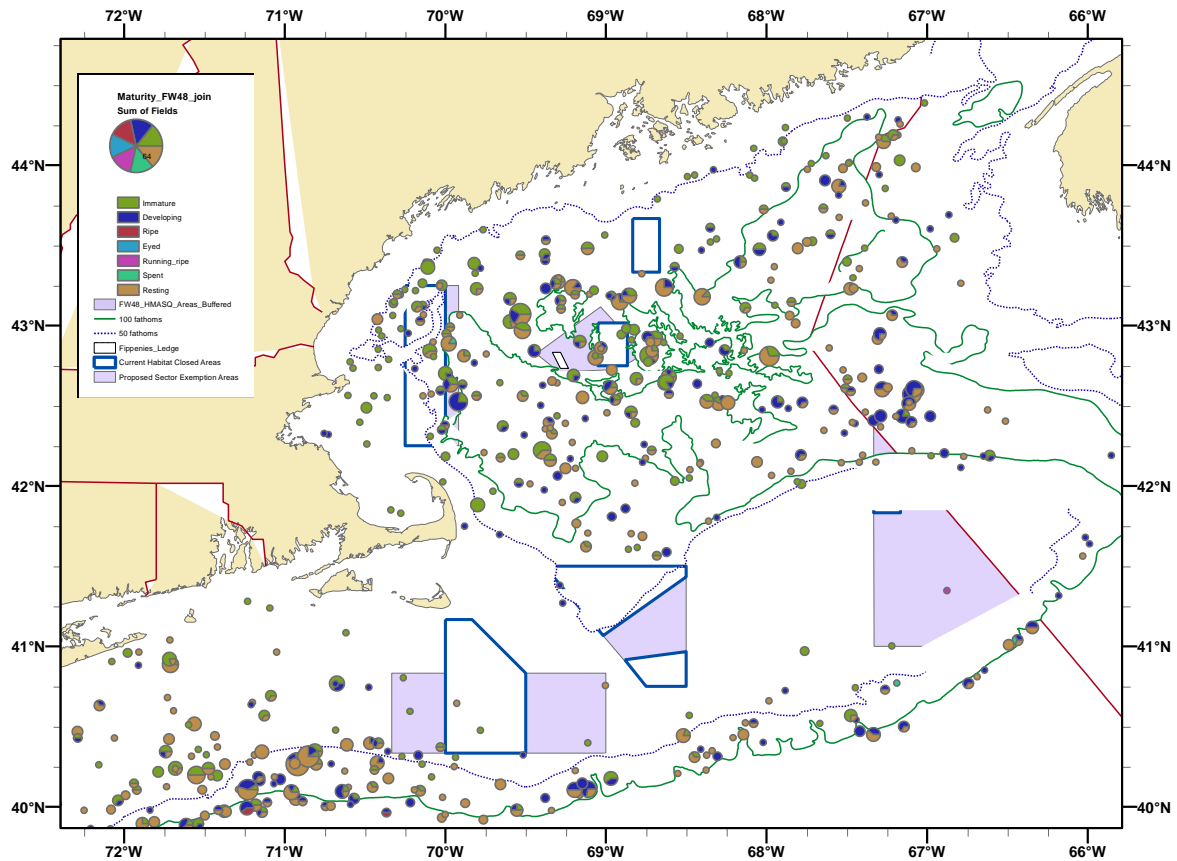 72°W 71°W 70°W 69°W 68°W 67°W 66°W
Maturity_FW48_join
Sum of Fields
64
Immature
Developing
Ripe
Eyed
Running_ripe
Spent
Resting
FW48_HMASQ_Areas_Buffered
100 fathoms
50 fathoms
Fippenies_Ledge
Current Habitat Closed Areas
Proposed Sector Exemption Areas
44°N 44°N
43°N 43°N
42°N 42°N
41°N 41°N
40°N 40°N
72°W 71°W 70°W 69°W 68°W 67°W 66°W